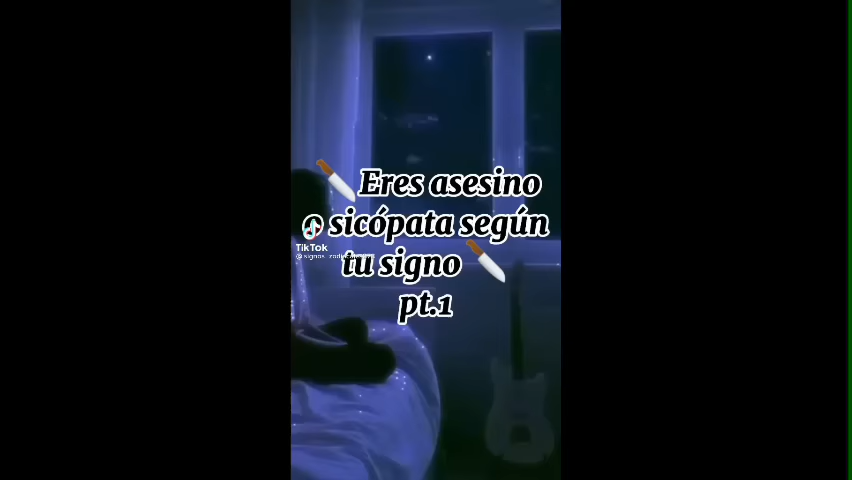 🔪Eres asesino
o sicópata según
tu signo🔪
pt.1
TikTok